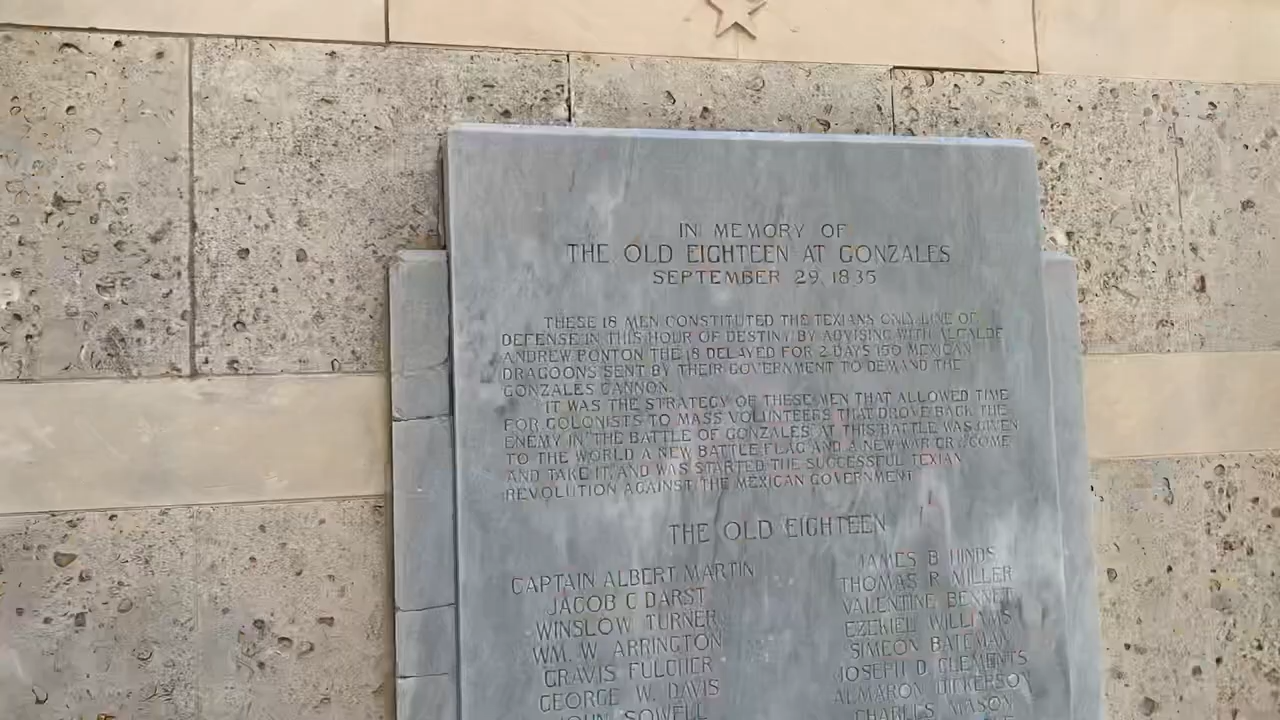 IN MEMORY OF
THE OLD EIGHTEEN AT GONZALES
SEPTEMBER 29, 1835
THESE 18 MEN CONSTITUTED THE TEXIANS ONLY LINE OF
DEFENSE IN THIS HOUR OF DESTINY BY ADVISING WITH ALCALDE
ANDREW PONTON THE 18 DELAYED FOR 2 DAYS 150 MEXICAN
DRAGOONS SENT BY THEIR GOVERNMENT TO DEMAND THE
GONZALES CANNON.
IT WAS THE STRATEGY OF THESE MEN THAT ALLOWED TIME
FOR COLONISTS TO MASS VOLUNTEERS THAT DROVE BACK THE
ENEMY IN THE BATTLE OF GONZALES AT THIS BATTLE WAS GIVEN
TO THE WORLD A NEW BATTLE FLAG AND A NEW WAR CRY, COME
AND TAKE IT, AND WAS STARTED THE SUCCESSFUL TEXIAN
REVOLUTION AGAINST THE MEXICAN GOVERNMENT
THE OLD EIGHTEEN
CAPTAIN ALBERT MARTIN
JACOB C DARST
WINSLOW TURNER
WM. W ARRINGTON
GRAVIS FULCHER
GEORGE W. DAVIS
JOHN SOWELL
JAMES B HINDS
THOMAS R MILLER
VALENTINE BENNET
EZEKIEL WILLIAMS
SIMEON BATEMAN
JOSEPH D CLEMENTS
ALMARON DICKERSON
CHARLES MASON